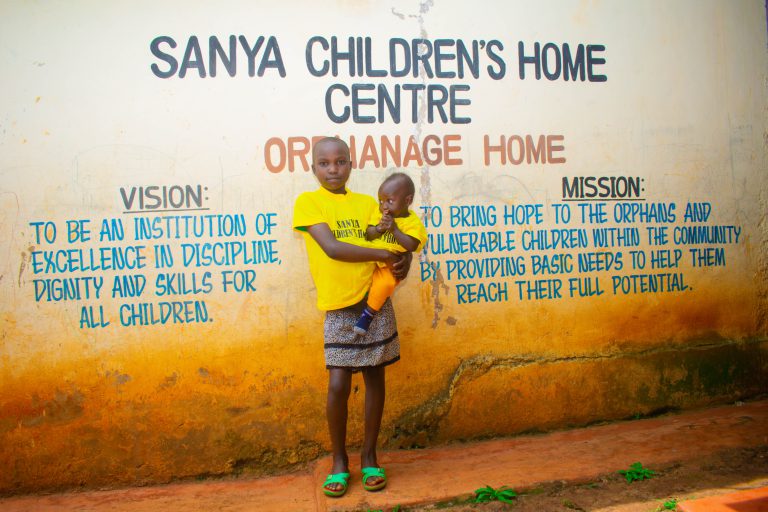 SANYA CHILDREN'S HOME
CENTRE
ORPHANAGE HOME
VISION:
TO BE AN INSTITUTION OF
EXCELLENCE IN DISCIPLINE,
DIGNITY AND SKILLS FOR
ALL CHILDREN.
MISSION:
TO BRING HOPE TO THE ORPHANS AND
VULNERABLE CHILDREN WITHIN THE COMMUNITY
BY PROVIDING BASIC NEEDS TO HELP THEM
REACH THEIR FULL POTENTIAL.
SANYA